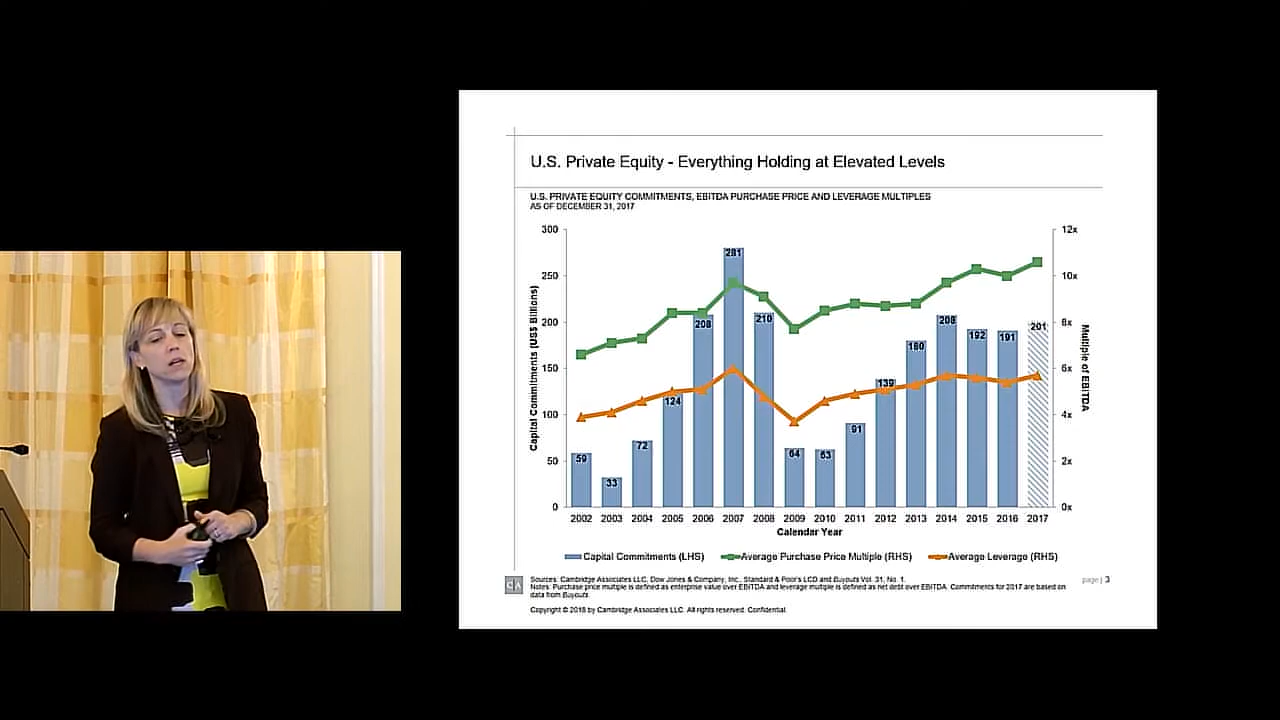 U.S. Private Equity - Everything Holding at Elevated Levels
U.S. PRIVATE EQUITY COMMITMENTS, EBITDA PURCHASE PRICE AND LEVERAGE MULTIPLES
AS OF DECEMBER 31, 2017
Capital Commitments (US$ Billions)
300
250
200
150
100
50
0
59
33
72
124
208
281
210
64
63
91
139
180
208
192
191
201
12x
10x
8x
6x
4x
2x
0x
Multiple of EBITDA
2002 2003 2004 2005 2006 2007 2008 2009 2010 2011 2012 2013 2014 2015 2016 2017
Calendar Year
Capital Commitments (LHS) Average Purchase Price Multiple (RHS) Average Leverage (RHS)
CA
Sources: Cambridge Associates LLC, Dow Jones & Company, Inc., Standard & Poor's LCD and Buyouts Vol. 31, No. 1.
Notes: Purchase price multiple is defined as enterprise value over EBITDA and leverage multiple is defined as net debt over EBITDA. Commitments for 2017 are based on
data from Buyouts.
page | 3
Copyright © 2018 by Cambridge Associates LLC. All rights reserved. Confidential.